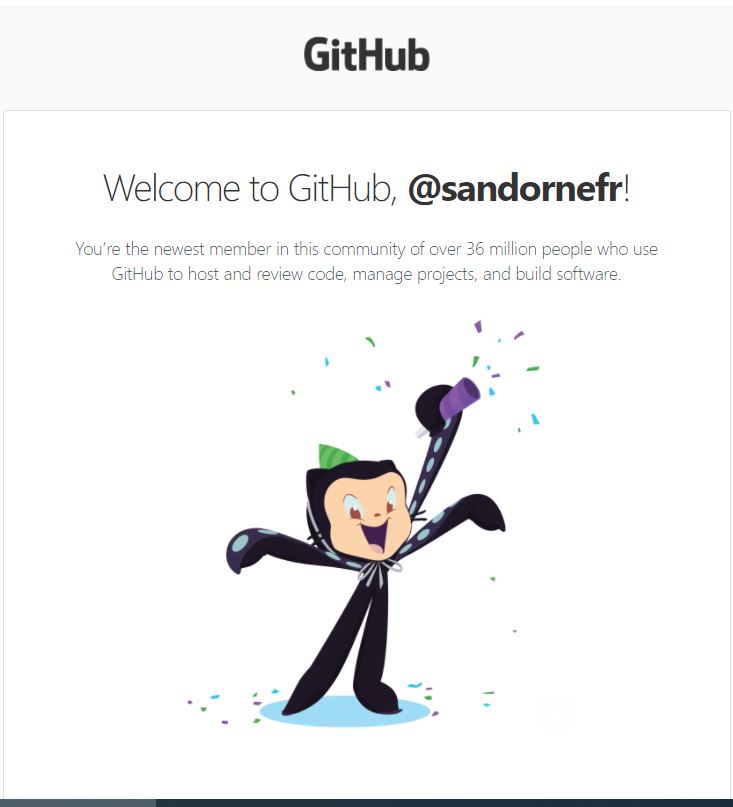 GitHub
Welcome to GitHub, @sandornefr!
You’re the newest member in this community of over 36 million people who use
GitHub to host and review code, manage projects, and build software.